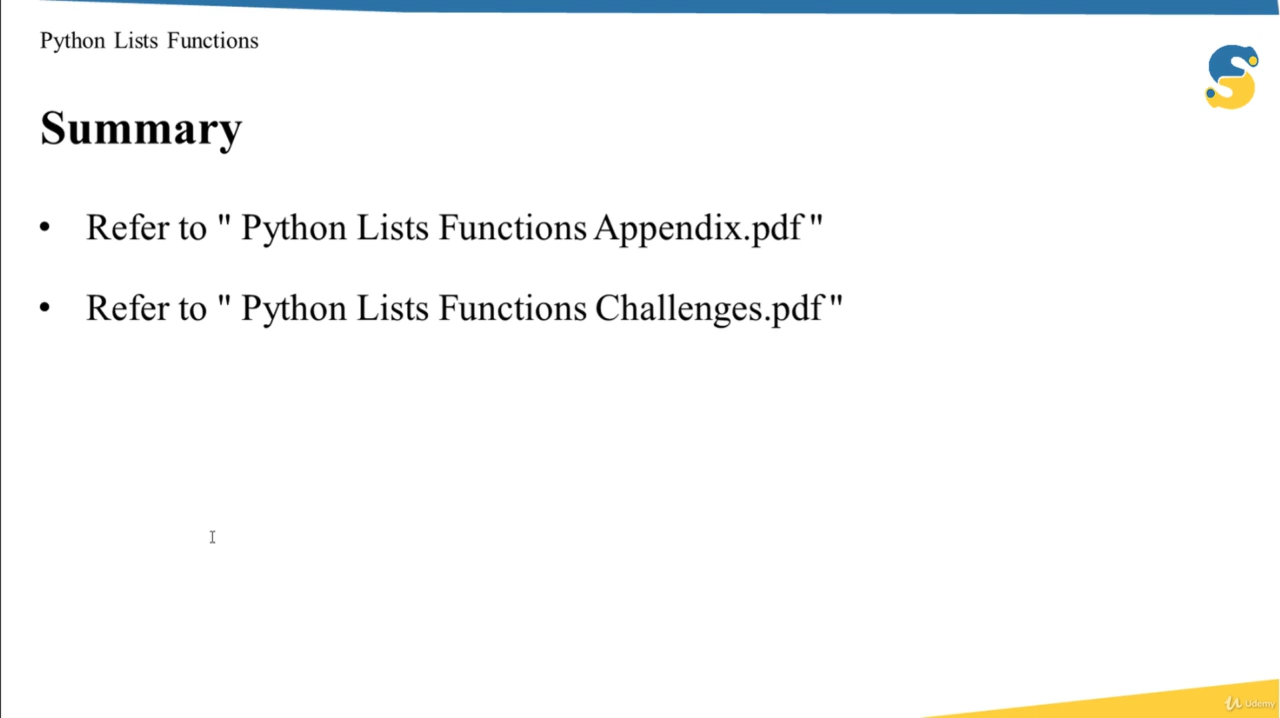 Python Lists Functions
Summary
• Refer to " Python Lists Functions Appendix.pdf "
• Refer to " Python Lists Functions Challenges.pdf "
Udemy